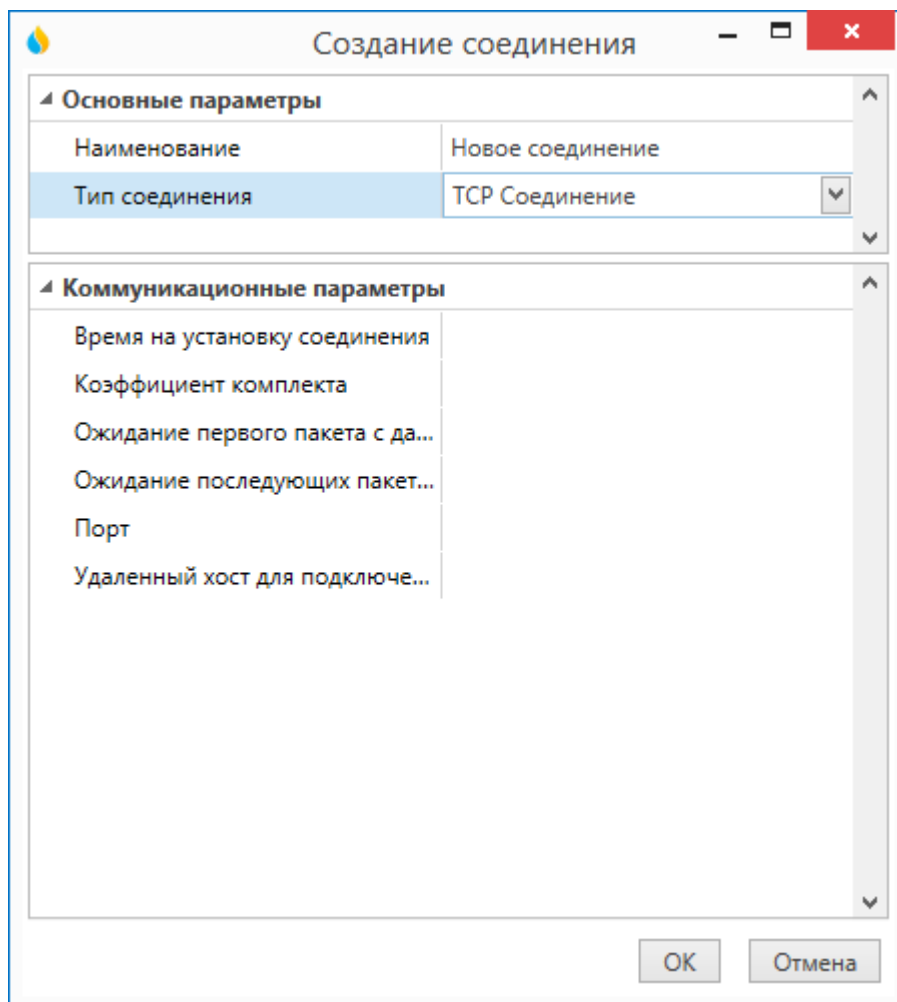 Создание соединения
Основные параметры
Наименование Новое соединение
Тип соединения TCP Соединение
Коммуникационные параметры
Время на установку соединения
Коэффициент комплекта
Ожидание первого пакета с да...
Ожидание последующих пакет...
Порт
Удаленный хост для подключе...
ОК Отмена